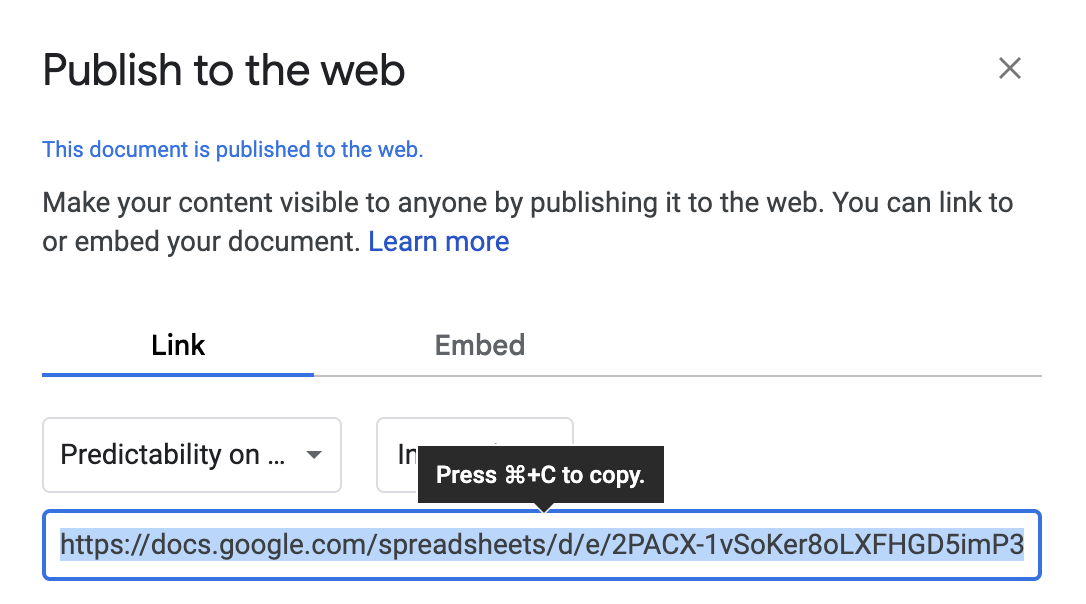 Publish to the web
This document is published to the web.
Make your content visible to anyone by publishing it to the web. You can link to
or embed your document. Learn more
Link Embed
Predictability on ...
Press ⌘+C to copy.
https://docs.google.com/spreadsheets/d/e/2PACX-1vSoKer8oLXFHGD5imP3